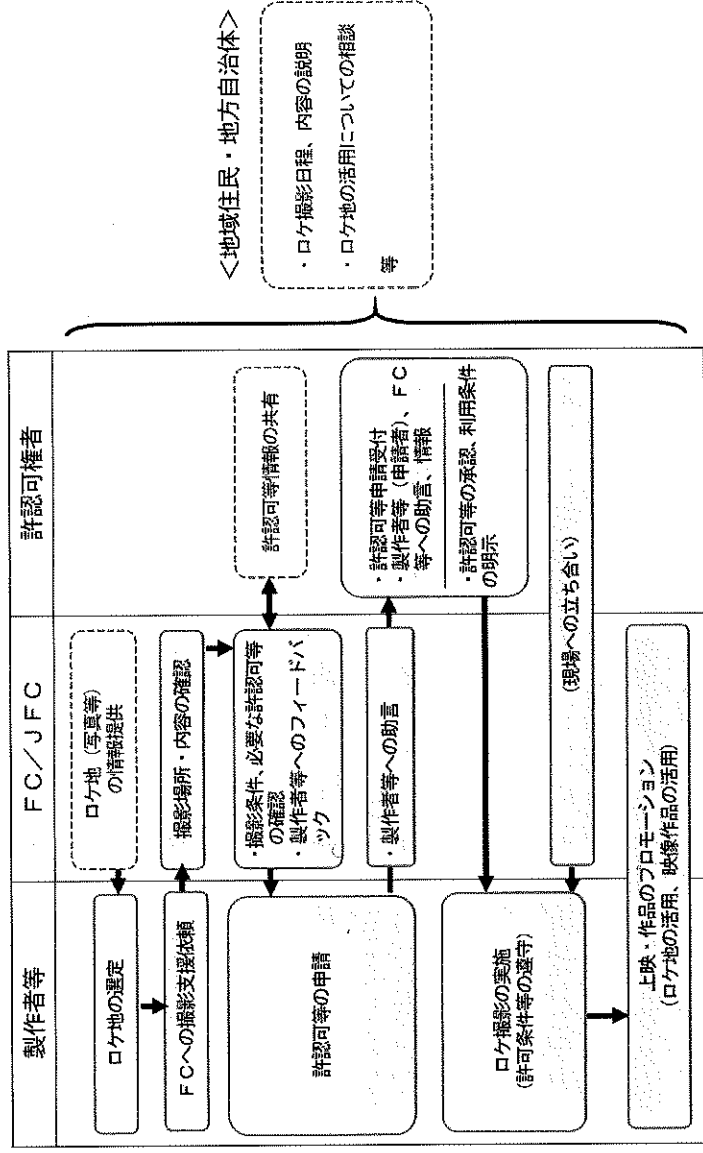 製作者等
FC/JFC
許認可権者
ロケ地の選定
ロケ地(写真等)
の情報提供
FCへの撮影支援依頼
撮影場所・内容の確認
・撮影条件、必要な許認可等
の確認
・製作者等へのフィードバ
ック
許認可等情報の共有
許認可等の申請
・製作者等への助言
・許認可等申請受付
・製作者等(申請者)、FC
等への助言、情報
・許認可等の承認、利用条件
の明示
ロケ撮影の実施
(許可条件等の遵守)
(現場への立ち合い)
上映・作品のプロモーション
(ロケ地の活用、映像作品の活用)
<地域住民・地方自治体>
・ロケ撮影日程、内容の説明
・ロケ地の活用についての相談
等